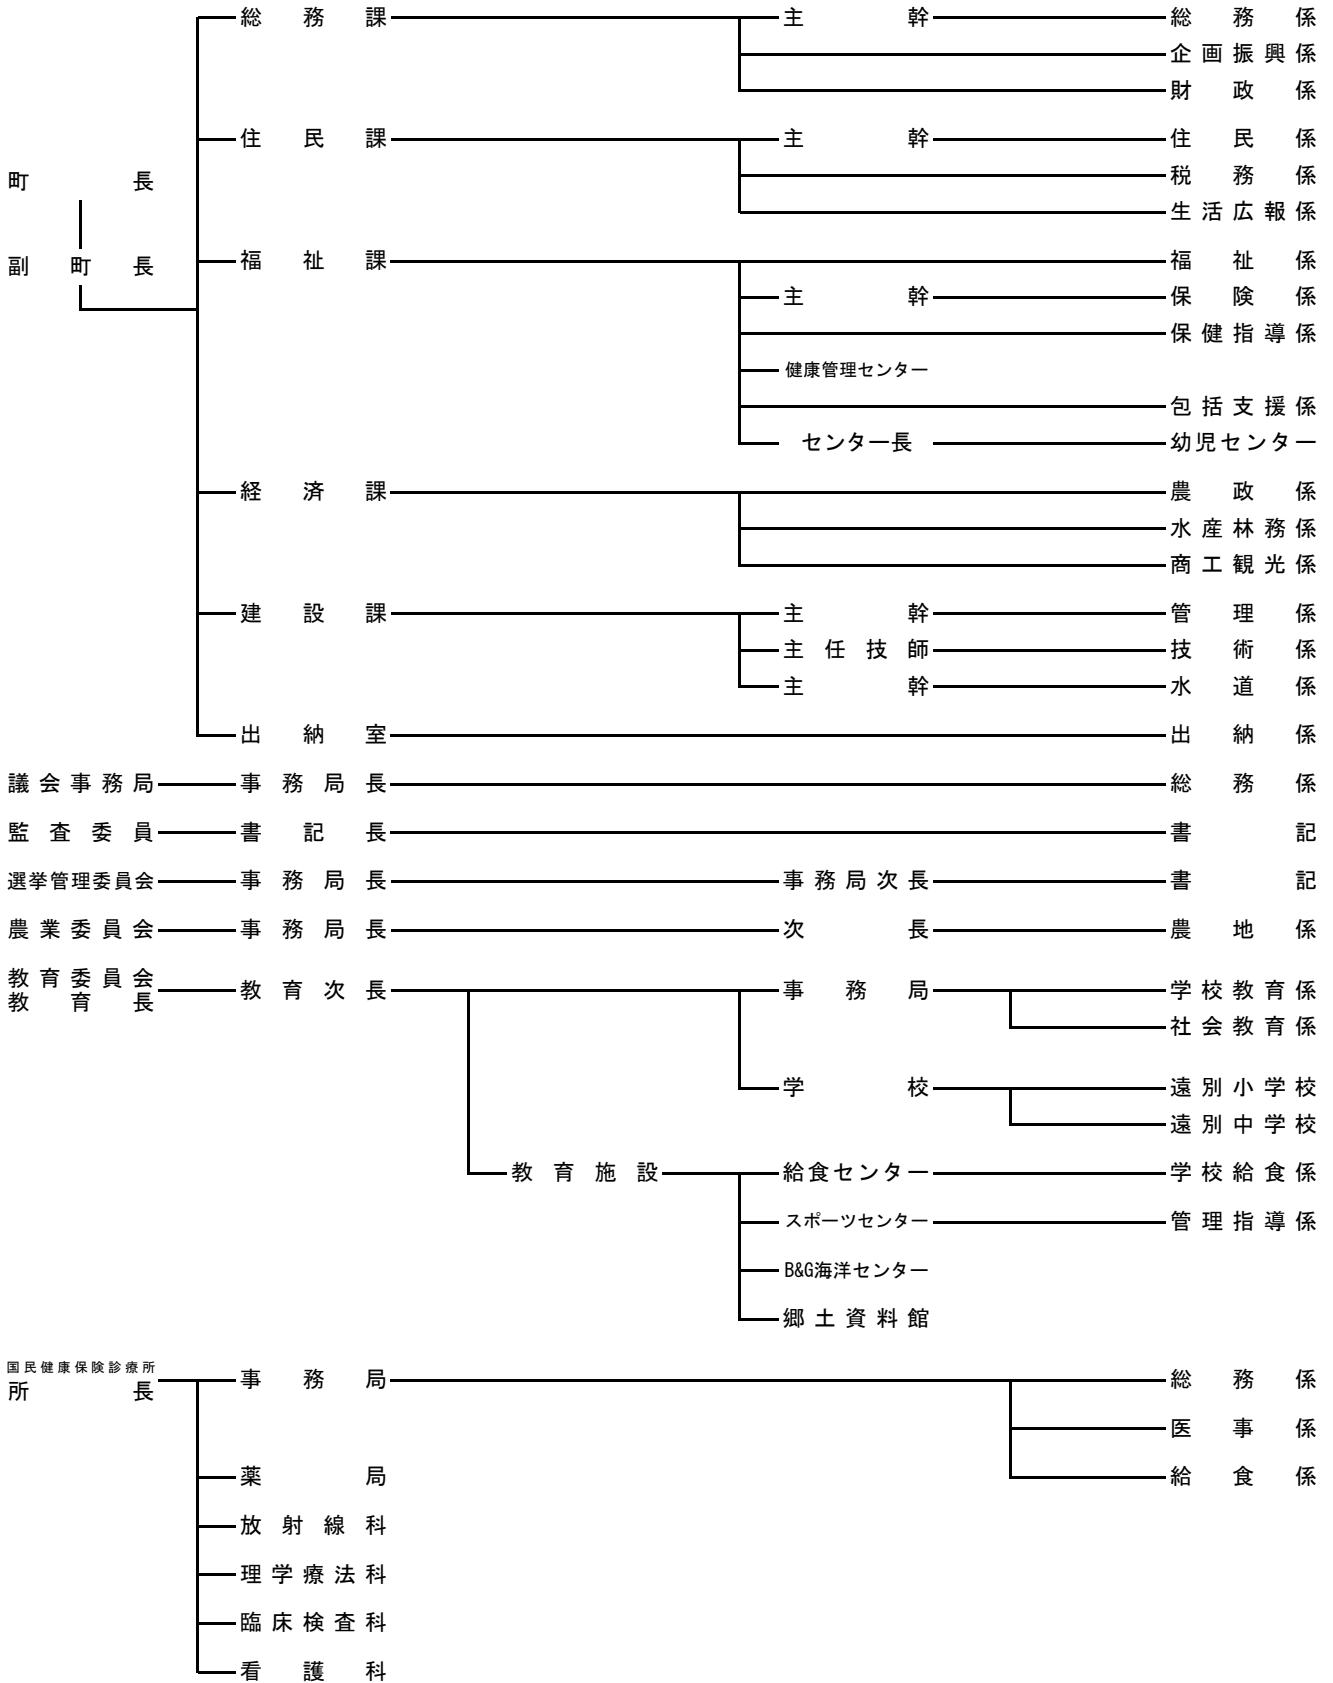 総務課 主幹 総務係
企画振興係
財政係
住民課 主幹 住民係
税務係
町長
生活広報係
副町長
福祉課 福祉係
主幹 保険係
保健指導係
健康管理センター
包括支援係
センター長 幼児センター
経済課 農政係
水産林務係
商工観光係
建設課 主幹 管理係
主任技師 技術係
主幹 水道係
出納室 出納係
議会事務局 事務局長 総務係
監査委員 書記長 書記
選挙管理委員会 事務局長 事務局次長 書記
農業委員会 事務局長 次長 農地係
教育委員会
教育長 教育次長 事務局 学校教育係
社会教育係
学校 遠別小学校
遠別中学校
教育施設 給食センター 学校給食係
スポーツセンター 管理指導係
B&G海洋センター
郷土資料館
国民健康保険診療所
所長 事務局 総務係
医事係
薬局 給食係
放射線科
理学療法科
臨床検査科
看護科